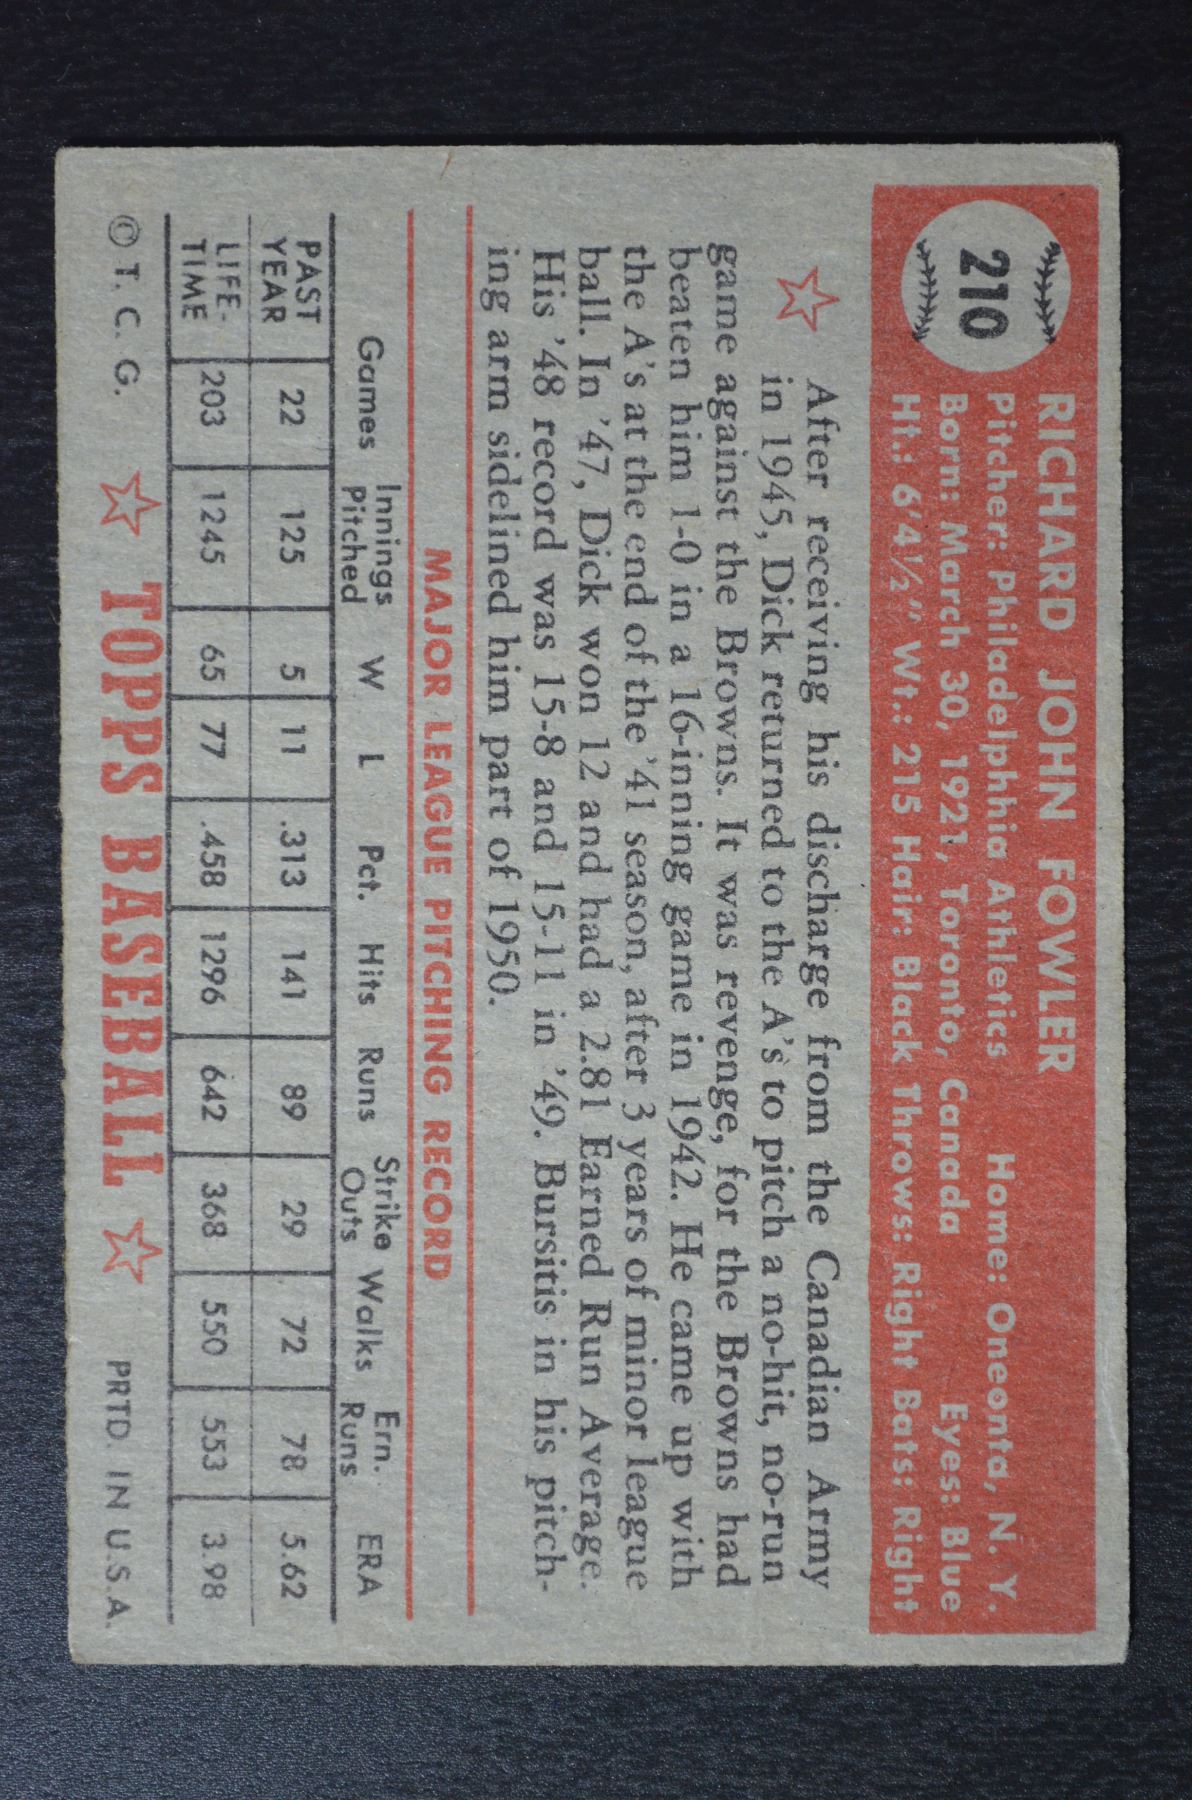 210
RICHARD JOHN FOWLER
Pitcher: Philadelphia Athletics Home: Oneonta, N. Y.
Born: March 30, 1921, Toronto, Canada Eyes: Blue
Ht.: 6'4½" Wt.: 215 Hair: Black Throws: Right Bats: Right
After receiving his discharge from the Canadian Army
in 1945, Dick returned to the A's to pitch a no-hit, no-run
game against the Browns. It was revenge, for the Browns had
beaten him 1-0 in a 16-inning game in 1942. He came up with
the A's at the end of the '41 season, after 3 years of minor league
ball. In '47, Dick won 12 and had a 2.81 Earned Run Average.
His '48 record was 15-8 and 15-11 in '49. Bursitis in his pitch-
ing arm sidelined him part of 1950.
MAJOR LEAGUE PITCHING RECORD
Games Innings Pitched W L Pct. Hits Runs Strike Outs Walks Ern. Runs ERA
PAST YEAR 22 125 5 11 .313 141 89 29 72 78 5.62
LIFE- TIME 203 1245 65 77 .458 1296 642 368 550 553 3.98
© T. C. G. TOPPS BASEBALL PRTD. IN U.S.A.